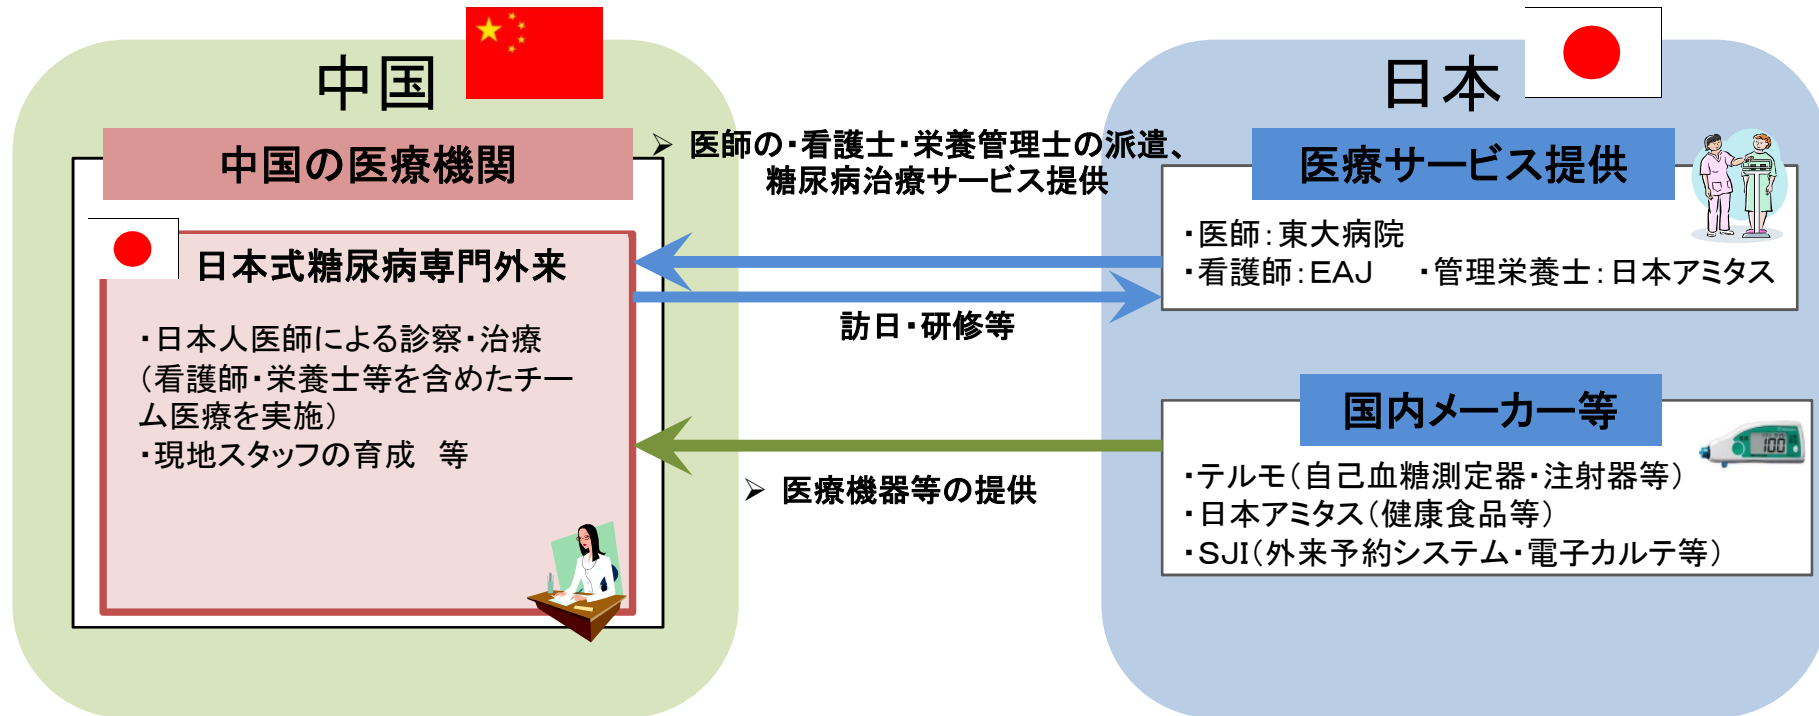 中国
日本
中国の医療機関
➢ 医師の・看護士・栄養管理士の派遣、
糖尿病治療サービス提供
医療サービス提供
・医師：東大病院
・看護師：EAJ　・管理栄養士：日本アミタス
日本式糖尿病専門外来
・日本人医師による診察・治療
（看護師・栄養士等を含めたチー
ム医療を実施）
・現地スタッフの育成　等
訪日・研修等
国内メーカー等
➢ 医療機器等の提供
・テルモ（自己血糖測定器・注射器等）
・日本アミタス（健康食品等）
・SJI（外来予約システム・電子カルテ等）
100